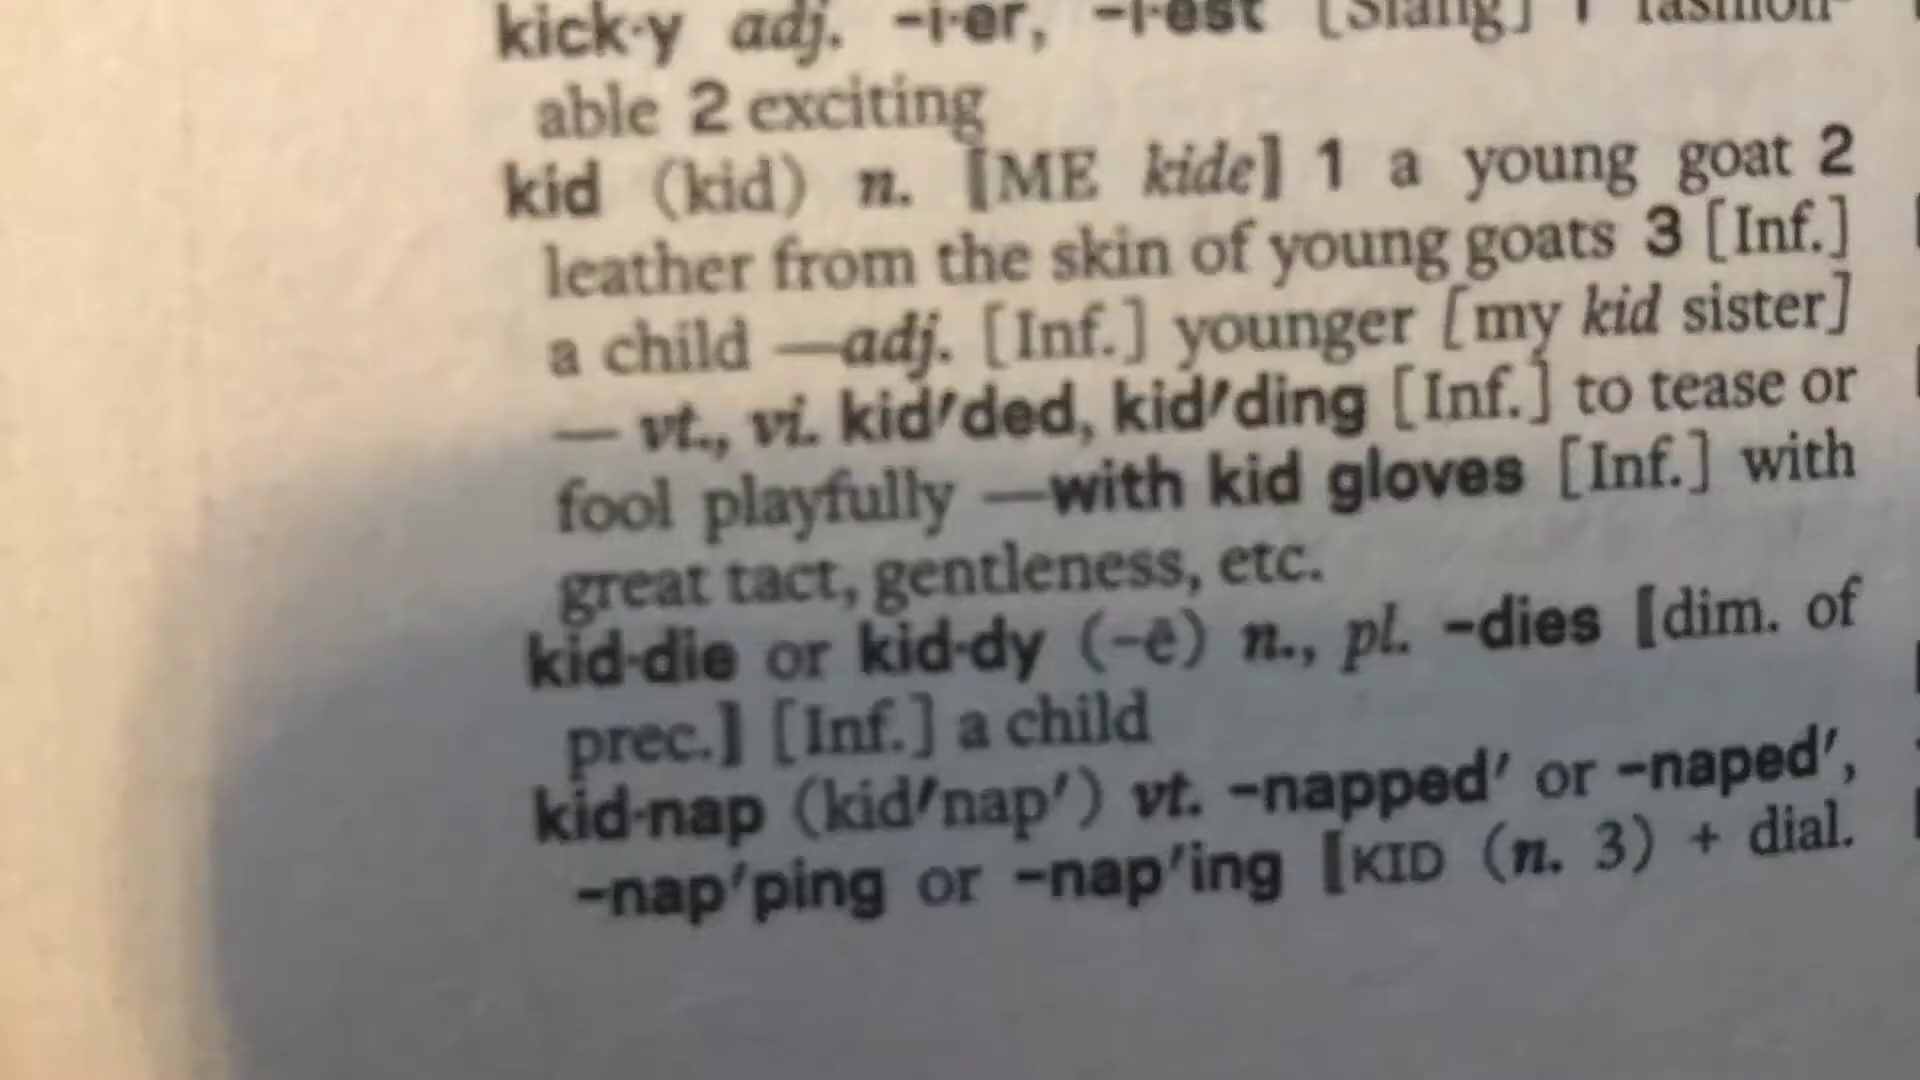 kick·y adj. -i·er, -i·est [Slang] 1 fashion-
able 2 exciting
kid (kid) n. [ME kide] 1 a young goat 2
leather from the skin of young goats 3 [Inf.]
a child —adj. [Inf.] younger [my kid sister]
— vt., vi. kid′ded, kid′ding [Inf.] to tease or
fool playfully —with kid gloves [Inf.] with
great tact, gentleness, etc.
kid·die or kid·dy (-ē) n., pl. -dies [dim. of
prec.] [Inf.] a child
kid·nap (kid′nap′) vt. -napped′ or -naped′,
-nap′ping or -nap′ing [KID (n. 3) + dial.